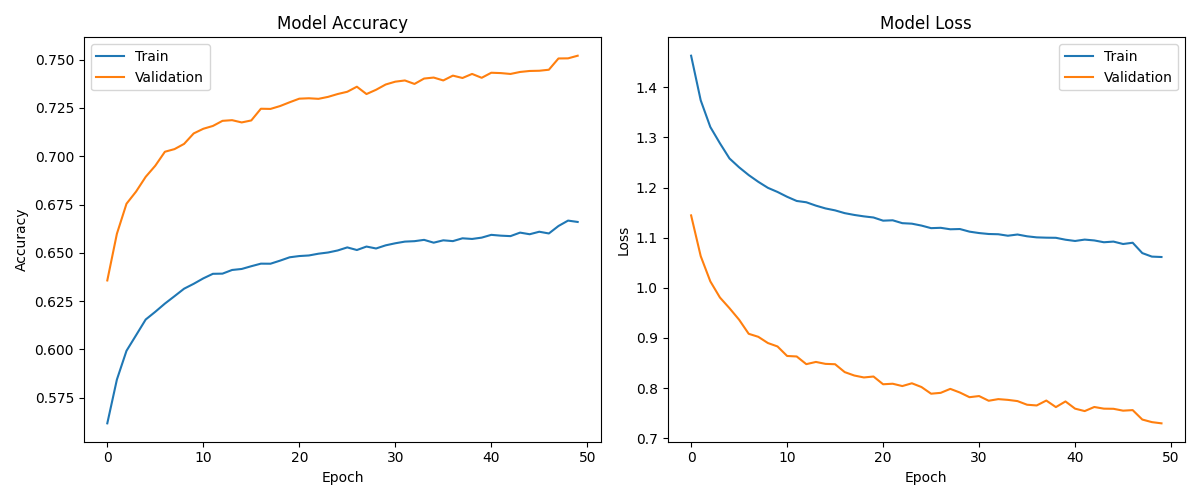 Model Accuracy
Train
Validation
Accuracy
0.750
0.725
0.700
0.675
0.650
0.625
0.600
0.575
0 10 20 30 40 50
Epoch
Model Loss
Train
Validation
Loss
1.4
1.3
1.2
1.1
1.0
0.9
0.8
0.7
0 10 20 30 40 50
Epoch